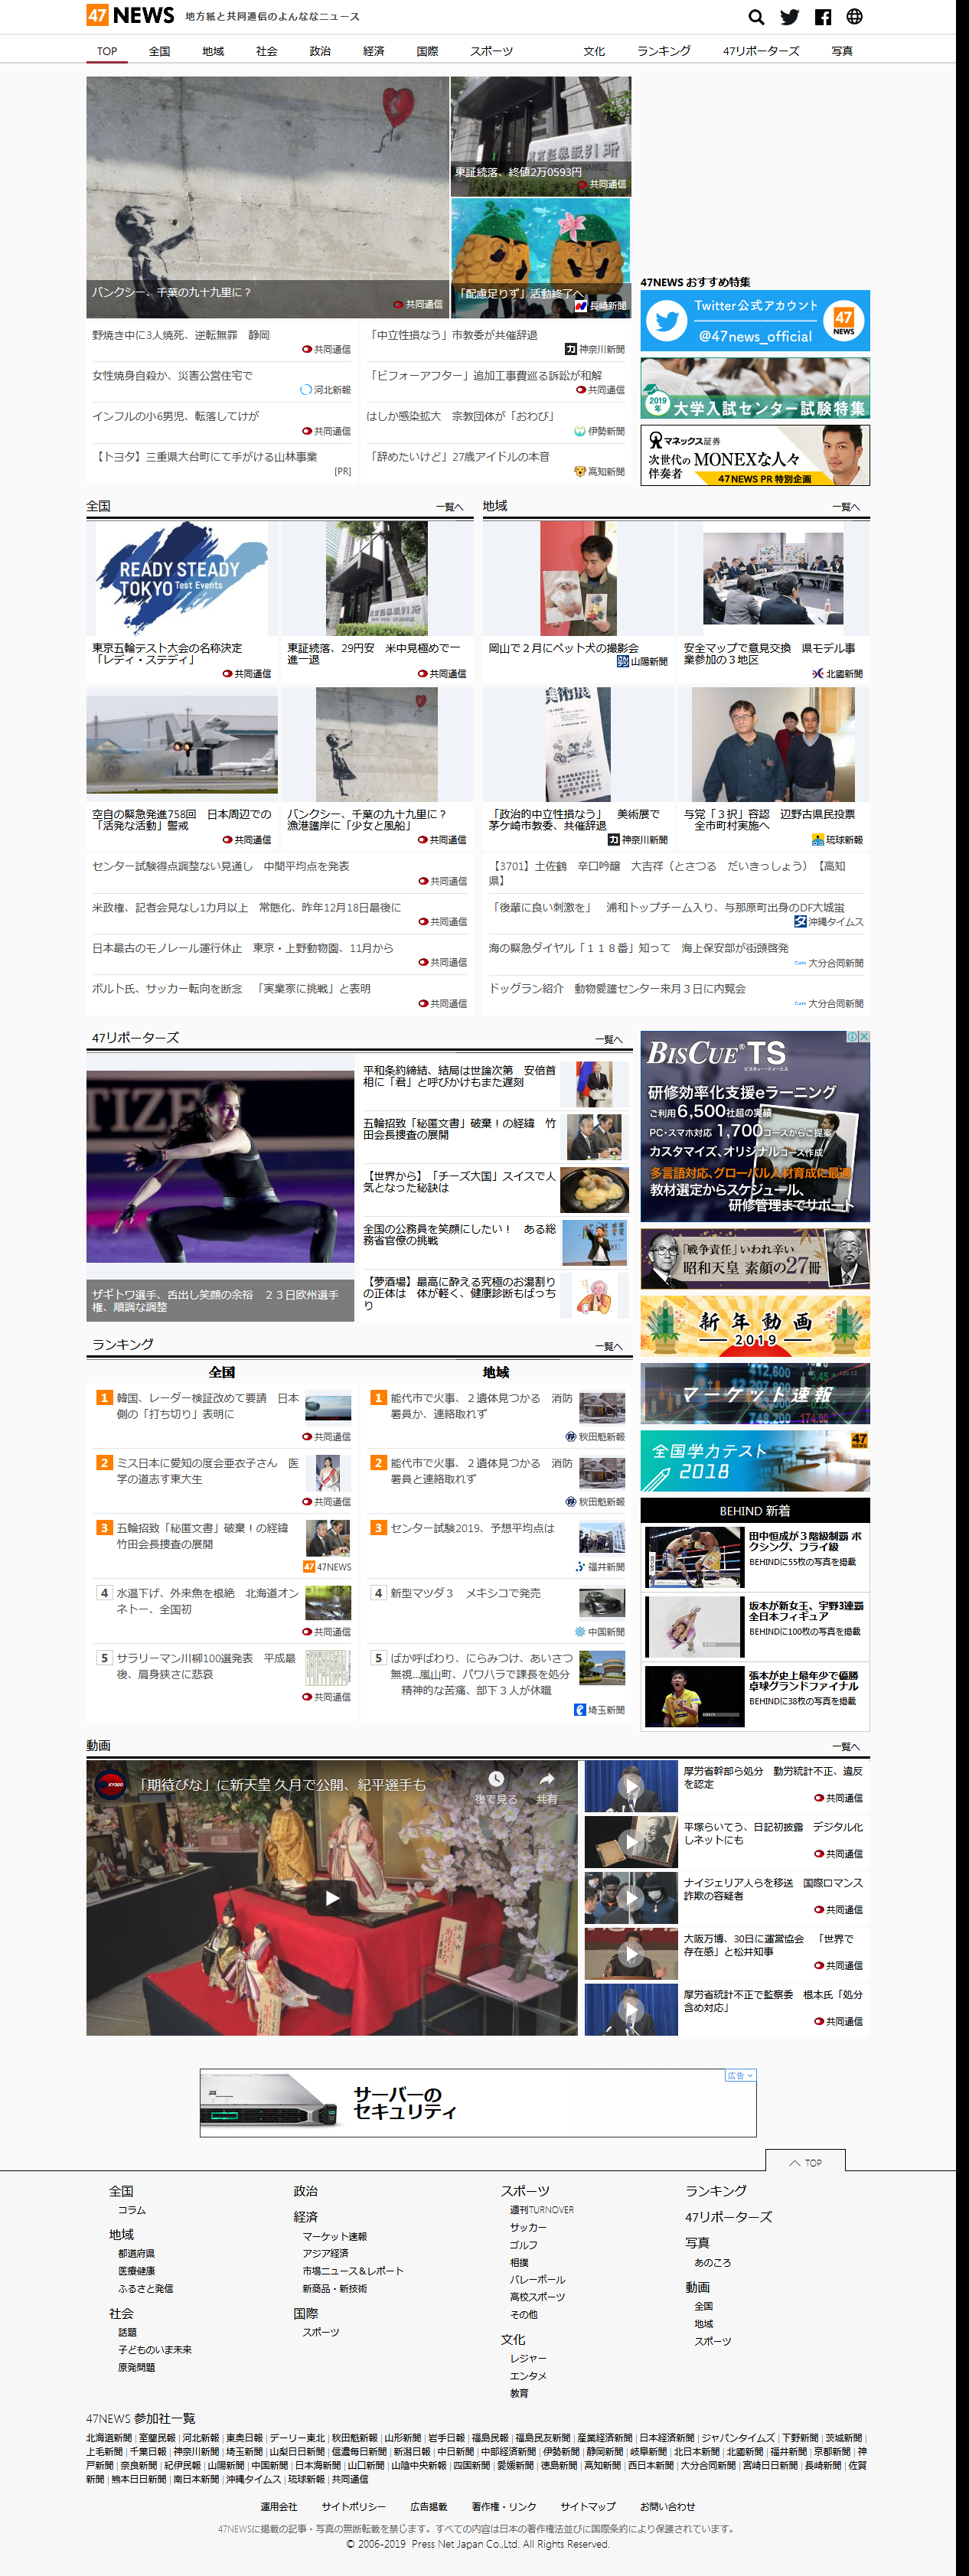 47 NEWS 地方紙と共同通信のよんななニュース
TOP 全国 地域 社会 政治 経済 国際 スポーツ 文化 ランキング 47リポーターズ 写真
バンクシー、千葉の九十九里に？
共同通信
東証続落、終値2万0593円
共同通信
「配慮足りず」活動終了へ
長崎新聞
野焼き中に3人焼死、逆転無罪　静岡
共同通信
女性焼身自殺か、災害公営住宅で
河北新報
インフルの小6男児、転落してけが
共同通信
【トヨタ】三重県大台町にて手がける山林事業
[PR]
「中立性損なう」市教委が共催辞退
神奈川新聞
「ビフォーアフター」追加工事費巡る訴訟が和解
共同通信
はしか感染拡大　宗教団体が「おわび」
伊勢新聞
「辞めたいけど」27歳アイドルの本音
高知新聞
47NEWS おすすめ特集
Twitter公式アカウント
@47news_official
47 NEWS
2019年 大学入試センター試験特集
マネックス証券
次世代の MONEXな人々
伴奏者
47NEWS PR 特別企画
全国 一覧へ
READY STEADY
TOKYO Test Events
東京五輪テスト大会の名称決定
「レディ・ステディ」
共同通信
東証続落、29円安　米中見極めで一
進一退
共同通信
空自の緊急発進758回　日本周辺での
「活発な活動」警戒
共同通信
バンクシー、千葉の九十九里に？
漁港護岸に「少女と風船」
共同通信
センター試験得点調整ない見通し　中間平均点を発表
共同通信
米政権、記者会見なし1カ月以上　常態化、昨年12月18日最後に
共同通信
日本最古のモノレール運行休止　東京・上野動物園、11月から
共同通信
ボルト氏、サッカー転向を断念　「実業家に挑戦」と表明
共同通信
地域 一覧へ
岡山で２月にペット犬の撮影会
山陽新聞
安全マップで意見交換　県モデル事
業参加の３地区
北國新聞
「政治的中立性損なう」　美術展で
茅ケ崎市教委、共催辞退
神奈川新聞
与党「３択」容認　辺野古県民投票
全市町村実施へ
琉球新報
【3701】土佐鶴　辛口吟醸　大吉祥（とさつる　だいきっしょう）【高知
県】
「後輩に良い刺激を」　浦和トップチーム入り、与那原町出身のDF大城蛍
沖縄タイムス
海の緊急ダイヤル「１１８番」知って　海上保安部が街頭啓発
大分合同新聞
ドッグラン紹介　動物愛護センター来月３日に内覧会
大分合同新聞
47リポーターズ 一覧へ
ザギトワ選手、舌出し笑顔の余裕　２３日欧州選手
権、順調な調整
平和条約締結、結局は世論次第　安倍首
相に「君」と呼びかけもまた遅刻
五輪招致「秘匿文書」破棄！の経緯　竹
田会長捜査の展開
【世界から】「チーズ大国」スイスで人
気となった秘訣は
全国の公務員を笑顔にしたい！　ある総
務省官僚の挑戦
【夢酒場】最高に酔える究極のお湯割り
の正体は　体が軽く、健康診断もばっち
り
BISCUE TS
ビスキュー・ティーエス
研修効率化支援eラーニング
ご利用6,500社超の実績
PC・スマホ対応 1,700コースからご提案
カスタマイズ、オリジナルコース作成
多言語対応、グローバル人材育成に最適
教材選定からスケジュール、
研修管理までサポート
「戦争責任」いわれ辛い
昭和天皇 素顔の27冊
新年動画
2019
マーケット速報
全国学力テスト
2018
47 NEWS
ランキング 一覧へ
全国
1 韓国、レーダー検証改めて要請　日本
側の「打ち切り」表明に
共同通信
2 ミス日本に愛知の度会亜衣子さん　医
学の道志す東大生
共同通信
3 五輪招致「秘匿文書」破棄！の経緯
竹田会長捜査の展開
47 47NEWS
4 水温下げ、外来魚を根絶　北海道オン
ネトー、全国初
共同通信
5 サラリーマン川柳100選発表　平成最
後、肩身狭さに悲哀
共同通信
地域
1 能代市で火事、２遺体見つかる　消防
署員か、連絡取れず
秋田魁新報
2 能代市で火事、２遺体見つかる　消防
署員と連絡取れず
秋田魁新報
3 センター試験2019、予想平均点は
福井新聞
4 新型マツダ３　メキシコで発売
中国新聞
5 ばか呼ばわり、にらみつけ、あいさつ
無視…嵐山町、パワハラで課長を処分
精神的な苦痛、部下３人が休職
埼玉新聞
BEHIND 新着
田中恒成が３階級制覇 ボ
クシング、フライ級
BEHINDに55枚の写真を掲載
坂本が新女王、宇野3連覇
全日本フィギュア
BEHINDに100枚の写真を掲載
張本が史上最年少で優勝
卓球グランドファイナル
BEHINDに38枚の写真を掲載
動画 一覧へ
KYODO 「期待びな」に新天皇 久月で公開、紀平選手も
後で見る 共有
厚労省幹部ら処分　勤労統計不正、違反
を認定
共同通信
平塚らいてう、日記初披露　デジタル化
しネットにも
共同通信
ナイジェリア人らを移送　国際ロマンス
詐欺の容疑者
共同通信
大阪万博、30日に運営協会　「世界で
存在感」と松井知事
共同通信
厚労省統計不正で監察委　根本氏「処分
含め対応」
共同通信
サーバーの
セキュリティ
広告
TOP
全国
コラム
地域
都道府県
医療健康
ふるさと発信
社会
話題
子どものいま未来
原発問題
政治
経済
マーケット速報
アジア経済
市場ニュース＆レポート
新商品・新技術
国際
スポーツ
スポーツ
週刊TURNOVER
サッカー
ゴルフ
相撲
バレーボール
高校スポーツ
その他
文化
レジャー
エンタメ
教育
ランキング
47リポーターズ
写真
あのころ
動画
全国
地域
スポーツ
47NEWS 参加社一覧
北海道新聞 | 室蘭民報 | 河北新報 | 東奥日報 | デーリー東北 | 秋田魁新報 | 山形新聞 | 岩手日報 | 福島民報 | 福島民友新聞 | 産業経済新聞 | 日本経済新聞 | ジャパンタイムズ | 下野新聞 | 茨城新聞 |
上毛新聞 | 千葉日報 | 神奈川新聞 | 埼玉新聞 | 山梨日日新聞 | 信濃毎日新聞 | 新潟日報 | 中日新聞 | 中部経済新聞 | 伊勢新聞 | 静岡新聞 | 岐阜新聞 | 北日本新聞 | 北國新聞 | 福井新聞 | 京都新聞 | 神
戸新聞 | 奈良新聞 | 紀伊民報 | 山陽新聞 | 中国新聞 | 日本海新聞 | 山口新聞 | 山陰中央新報 | 四国新聞 | 愛媛新聞 | 徳島新聞 | 高知新聞 | 西日本新聞 | 大分合同新聞 | 宮崎日日新聞 | 長崎新聞 | 佐賀
新聞 | 熊本日日新聞 | 南日本新聞 | 沖縄タイムス | 琉球新報 | 共同通信
運用会社 サイトポリシー 広告掲載 著作権・リンク サイトマップ お問い合わせ
47NEWSに掲載の記事・写真の無断転載を禁じます。すべての内容は日本の著作権法並びに国際条約により保護されています。
© 2006-2019 Press Net Japan Co.,Ltd. All Rights Reserved.